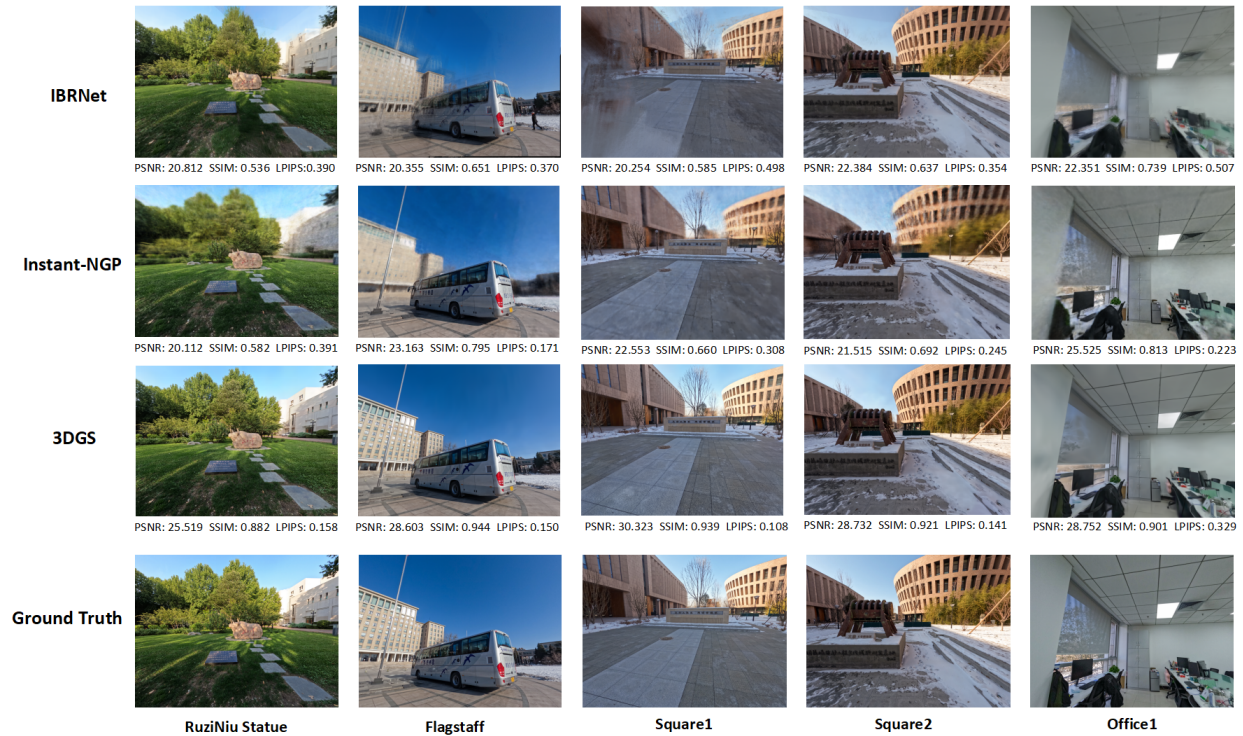 IBRNet
PSNR: 20.812 SSIM: 0.536 LPIPS:0.390
PSNR: 20.355 SSIM: 0.651 LPIPS: 0.370
PSNR: 20.254 SSIM: 0.585 LPIPS: 0.498
PSNR: 22.384 SSIM: 0.637 LPIPS: 0.354
PSNR: 22.351 SSIM: 0.739 LPIPS: 0.507
Instant-NGP
PSNR: 20.112 SSIM: 0.582 LPIPS: 0.391
PSNR: 23.163 SSIM: 0.795 LPIPS: 0.171
PSNR: 22.553 SSIM: 0.660 LPIPS: 0.308
PSNR: 21.515 SSIM: 0.692 LPIPS: 0.245
PSNR: 25.525 SSIM: 0.813 LPIPS: 0.223
3DGS
PSNR: 25.519 SSIM: 0.882 LPIPS: 0.158
PSNR: 28.603 SSIM: 0.944 LPIPS: 0.150
PSNR: 30.323 SSIM: 0.939 LPIPS: 0.108
PSNR: 28.732 SSIM: 0.921 LPIPS: 0.141
PSNR: 28.752 SSIM: 0.901 LPIPS: 0.329
Ground Truth
RuziNiu Statue
Flagstaff
Square1
Square2
Office1